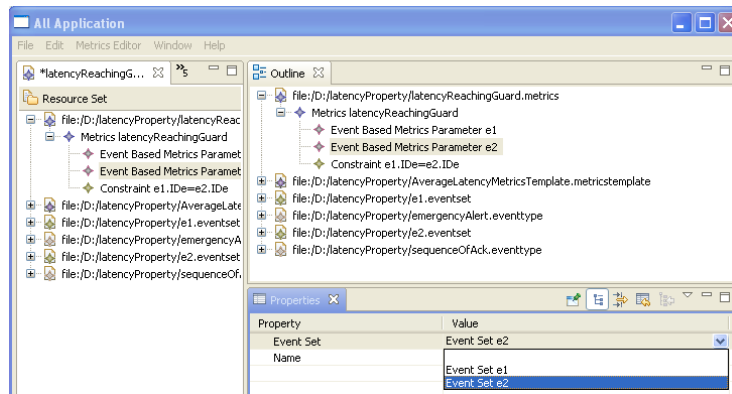 All Application
File Edit Metrics Editor Window Help
*latencyReachingG... »5
Resource Set
file:/D:/latencyProperty/latencyReac
Metrics latencyReachingGuard
Event Based Metrics Paramet
Event Based Metrics Paramet
Constraint e1.IDe=e2.IDe
file:/D:/latencyProperty/AverageLate
file:/D:/latencyProperty/e1.eventset
file:/D:/latencyProperty/emergencyA
file:/D:/latencyProperty/e2.eventset
file:/D:/latencyProperty/sequenceOf
Outline
file:/D:/latencyProperty/latencyReachingGuard.metrics
Metrics latencyReachingGuard
Event Based Metrics Parameter e1
Event Based Metrics Parameter e2
Constraint e1.IDe=e2.IDe
file:/D:/latencyProperty/AverageLatencyMetricsTemplate.metricstemplate
file:/D:/latencyProperty/e1.eventset
file:/D:/latencyProperty/emergencyAlert.eventtype
file:/D:/latencyProperty/e2.eventset
file:/D:/latencyProperty/sequenceOfAck.eventtype
Properties
Property Value
Event Set Event Set e2
Name
Event Set e1
Event Set e2